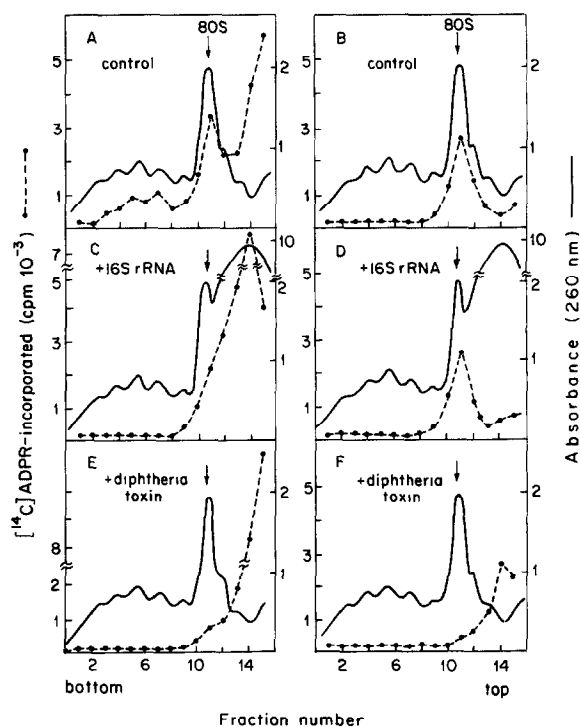 80S
80S
A
control
B
control
5
3
1
2
1
5
3
1
2
1
C
+16S rRNA
D
+16S rRNA
7
5
3
1
10
2
1
5
3
1
10
2
1
E
+diphtheria
toxin
F
+diphtheria
toxin
8
2
1
2
1
5
3
2
1
2
1
2 6 10 14
2 6 10 14
bottom
top
Fraction number
[14C] ADPR-incorporated (cpm 10-3)
Absorbance (260 nm)